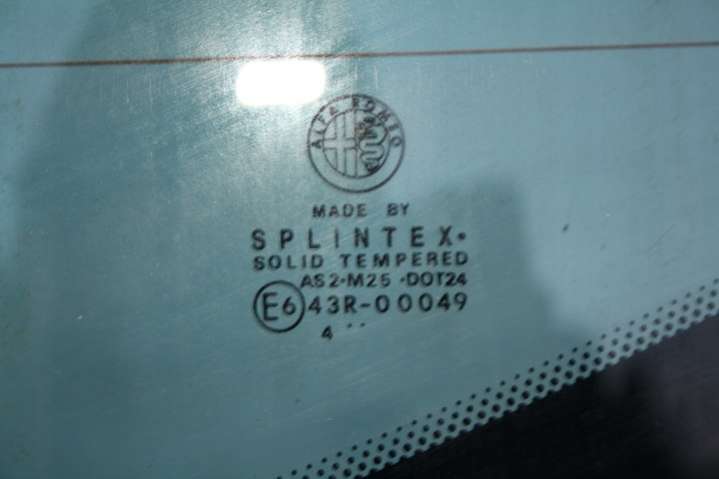 ALFA ROMEO
MADE BY
SPLINTEX•
SOLID TEMPERED
AS2-M25 •DOT24
E6 43R-00049
4 ••